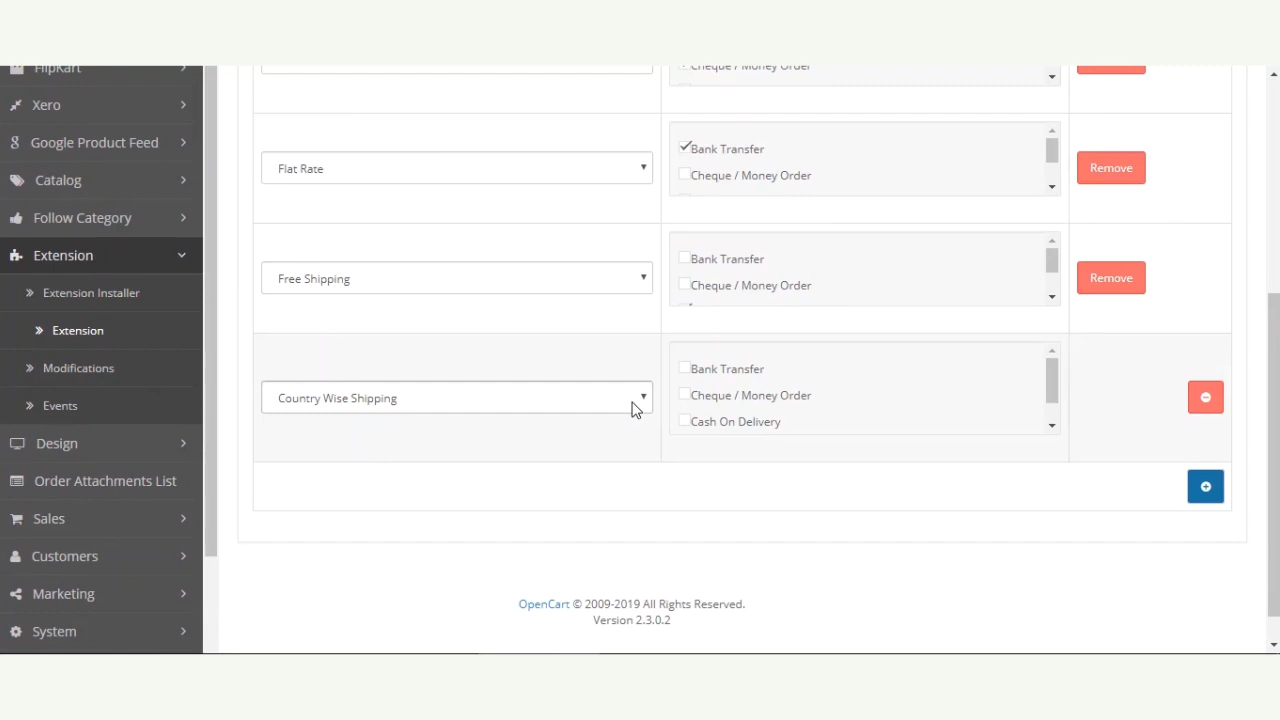 FlipKart
Cheque / Money Order
Xero
Google Product Feed
Flat Rate
Bank Transfer
Cheque / Money Order
Remove
Catalog
Follow Category
Extension
Free Shipping
Bank Transfer
Cheque / Money Order
Remove
Extension Installer
Extension
Modifications
Events
Country Wise Shipping
Bank Transfer
Cheque / Money Order
Cash On Delivery
Design
Order Attachments List
Sales
Customers
Marketing
System
OpenCart © 2009-2019 All Rights Reserved.
Version 2.3.0.2